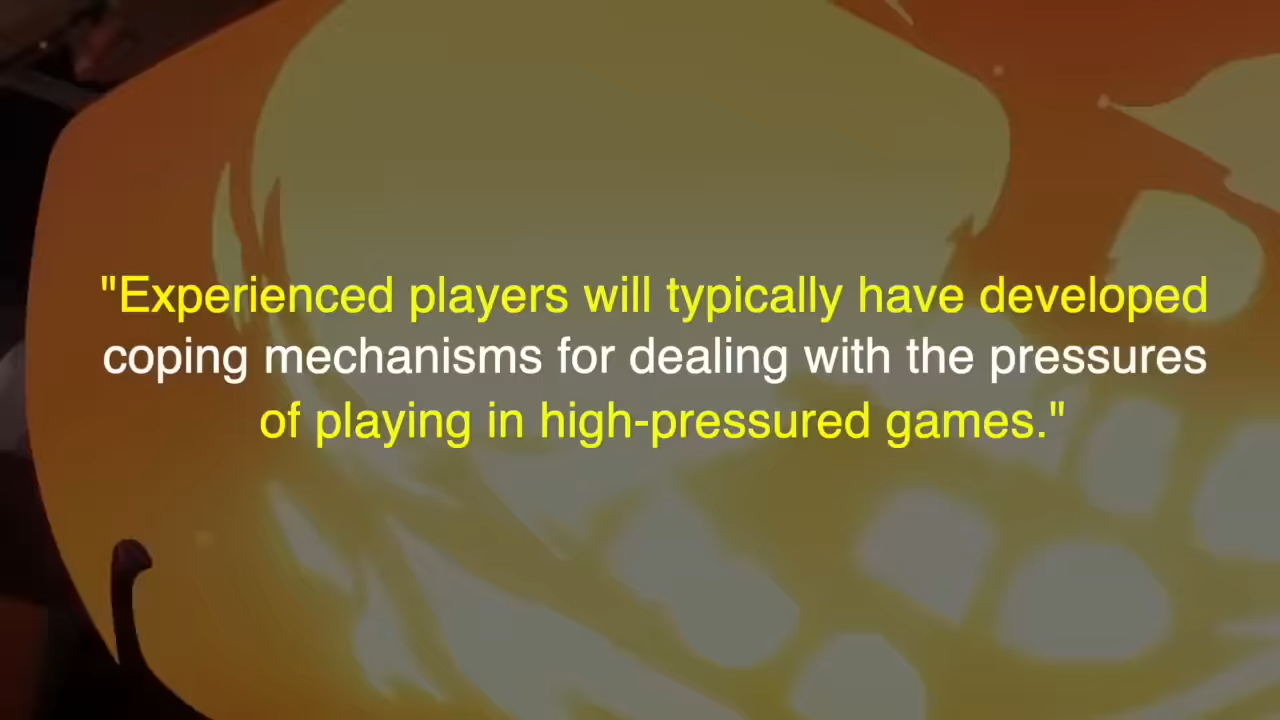 "Experienced players will typically have developed
coping mechanisms for dealing with the pressures
of playing in high-pressured games."